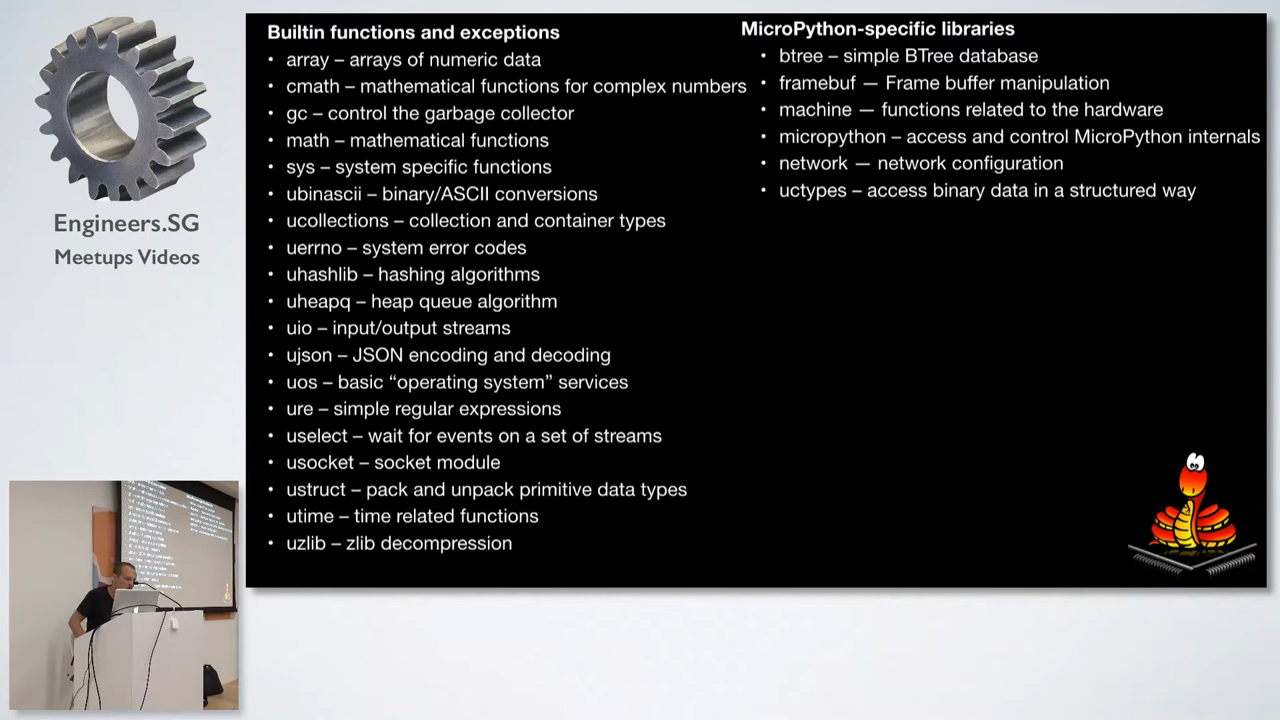 Engineers.SG
Meetups Videos
Builtin functions and exceptions
• array – arrays of numeric data
• cmath – mathematical functions for complex numbers
• gc – control the garbage collector
• math – mathematical functions
• sys – system specific functions
• ubinascii – binary/ASCII conversions
• ucollections – collection and container types
• uerrno – system error codes
• uhashlib – hashing algorithms
• uheapq – heap queue algorithm
• uio – input/output streams
• ujson – JSON encoding and decoding
• uos – basic “operating system” services
• ure – simple regular expressions
• uselect – wait for events on a set of streams
• usocket – socket module
• ustruct – pack and unpack primitive data types
• utime – time related functions
• uzlib – zlib decompression
MicroPython-specific libraries
• btree – simple BTree database
• framebuf — Frame buffer manipulation
• machine — functions related to the hardware
• micropython – access and control MicroPython internals
• network — network configuration
• uctypes – access binary data in a structured way